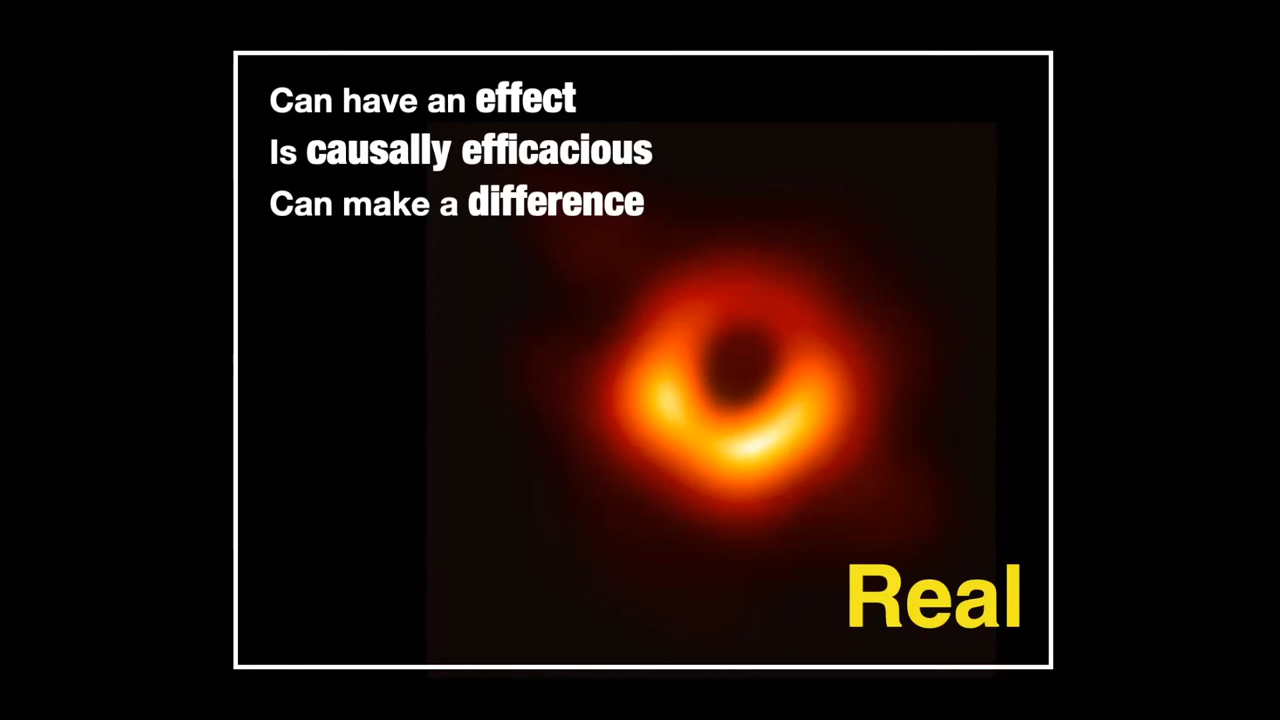 Can have an effect
Is causally efficacious
Can make a difference
Real